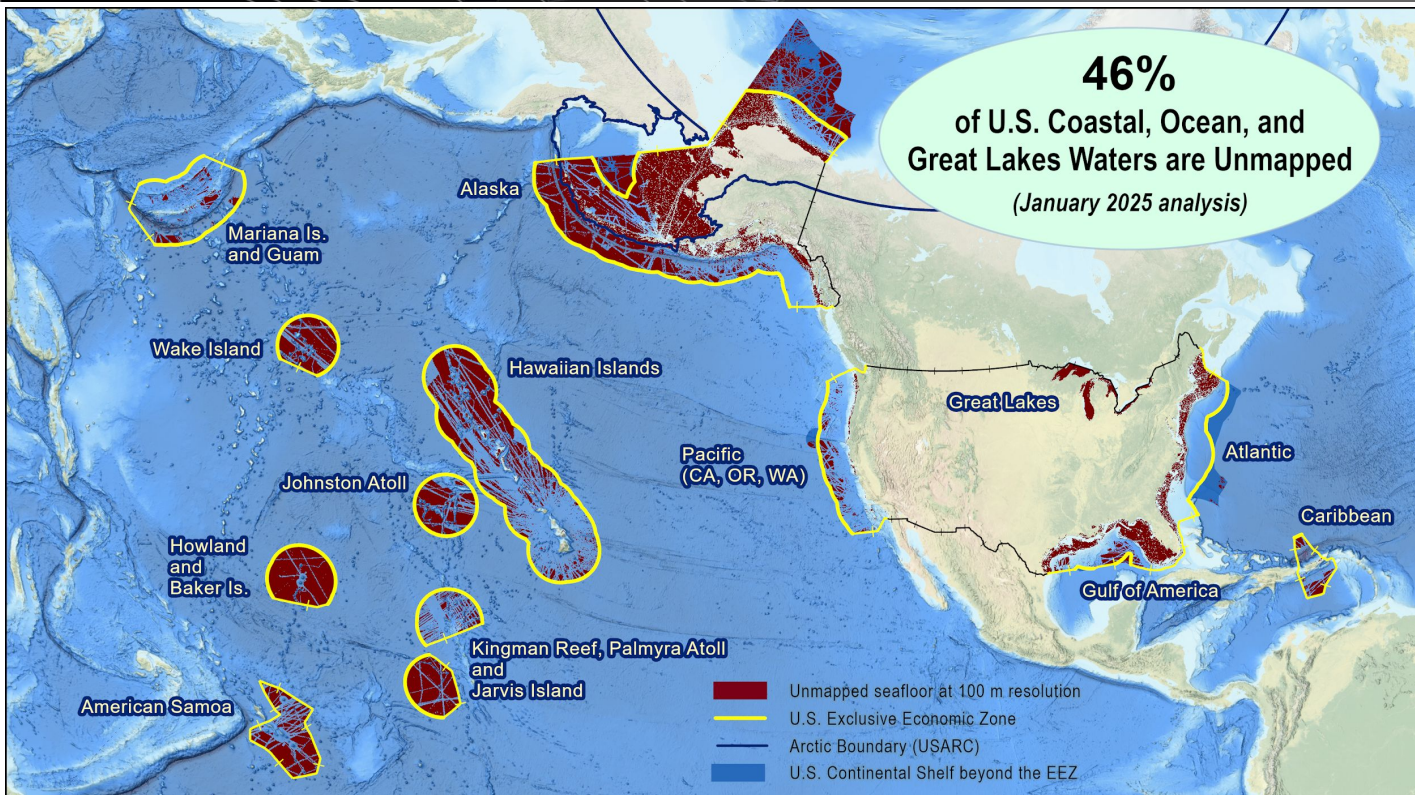 46%
of U.S. Coastal, Ocean, and
Great Lakes Waters are Unmapped
(January 2025 analysis)
Alaska
Mariana Is.
and Guam
Wake Island
Hawaiian Islands
Great Lakes
Pacific
(CA, OR, WA)
Atlantic
Johnston Atoll
Caribbean
Howland
and
Baker Is.
Gulf of America
Kingman Reef, Palmyra Atoll
and
Jarvis Island
American Samoa
Unmapped seafloor at 100 m resolution
U.S. Exclusive Economic Zone
Arctic Boundary (USARC)
U.S. Continental Shelf beyond the EEZ